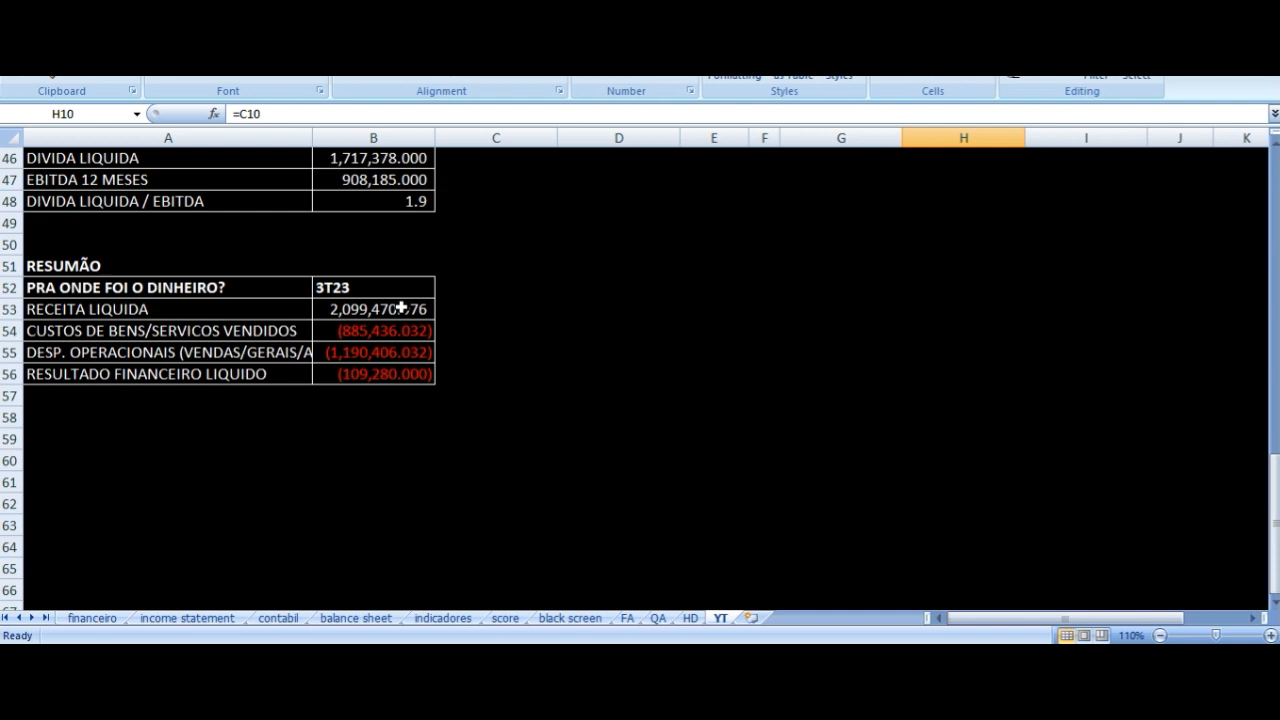 Clipboard Font Alignment Number Styles Cells Editing
H10 fx =C10
A B C D E F G H I J K
46 DIVIDA LIQUIDA 1,717,378.000
47 EBITDA 12 MESES 908,185.000
48 DIVIDA LIQUIDA / EBITDA 1.9
49
50
51 RESUMÃO
52 PRA ONDE FOI O DINHEIRO? 3T23
53 RECEITA LIQUIDA
54 CUSTOS DE BENS/SERVICOS VENDIDOS (885,436.032)
55 DESP. OPERACIONAIS (VENDAS/GERAIS/A (1,190,406.032)
56 RESULTADO FINANCEIRO LIQUIDO (109,280.000)
57
58
59
60
61
62
63
64
65
66
financeiro income statement contabil balance sheet indicadores score black screen FA QA HD YT
Ready 110%